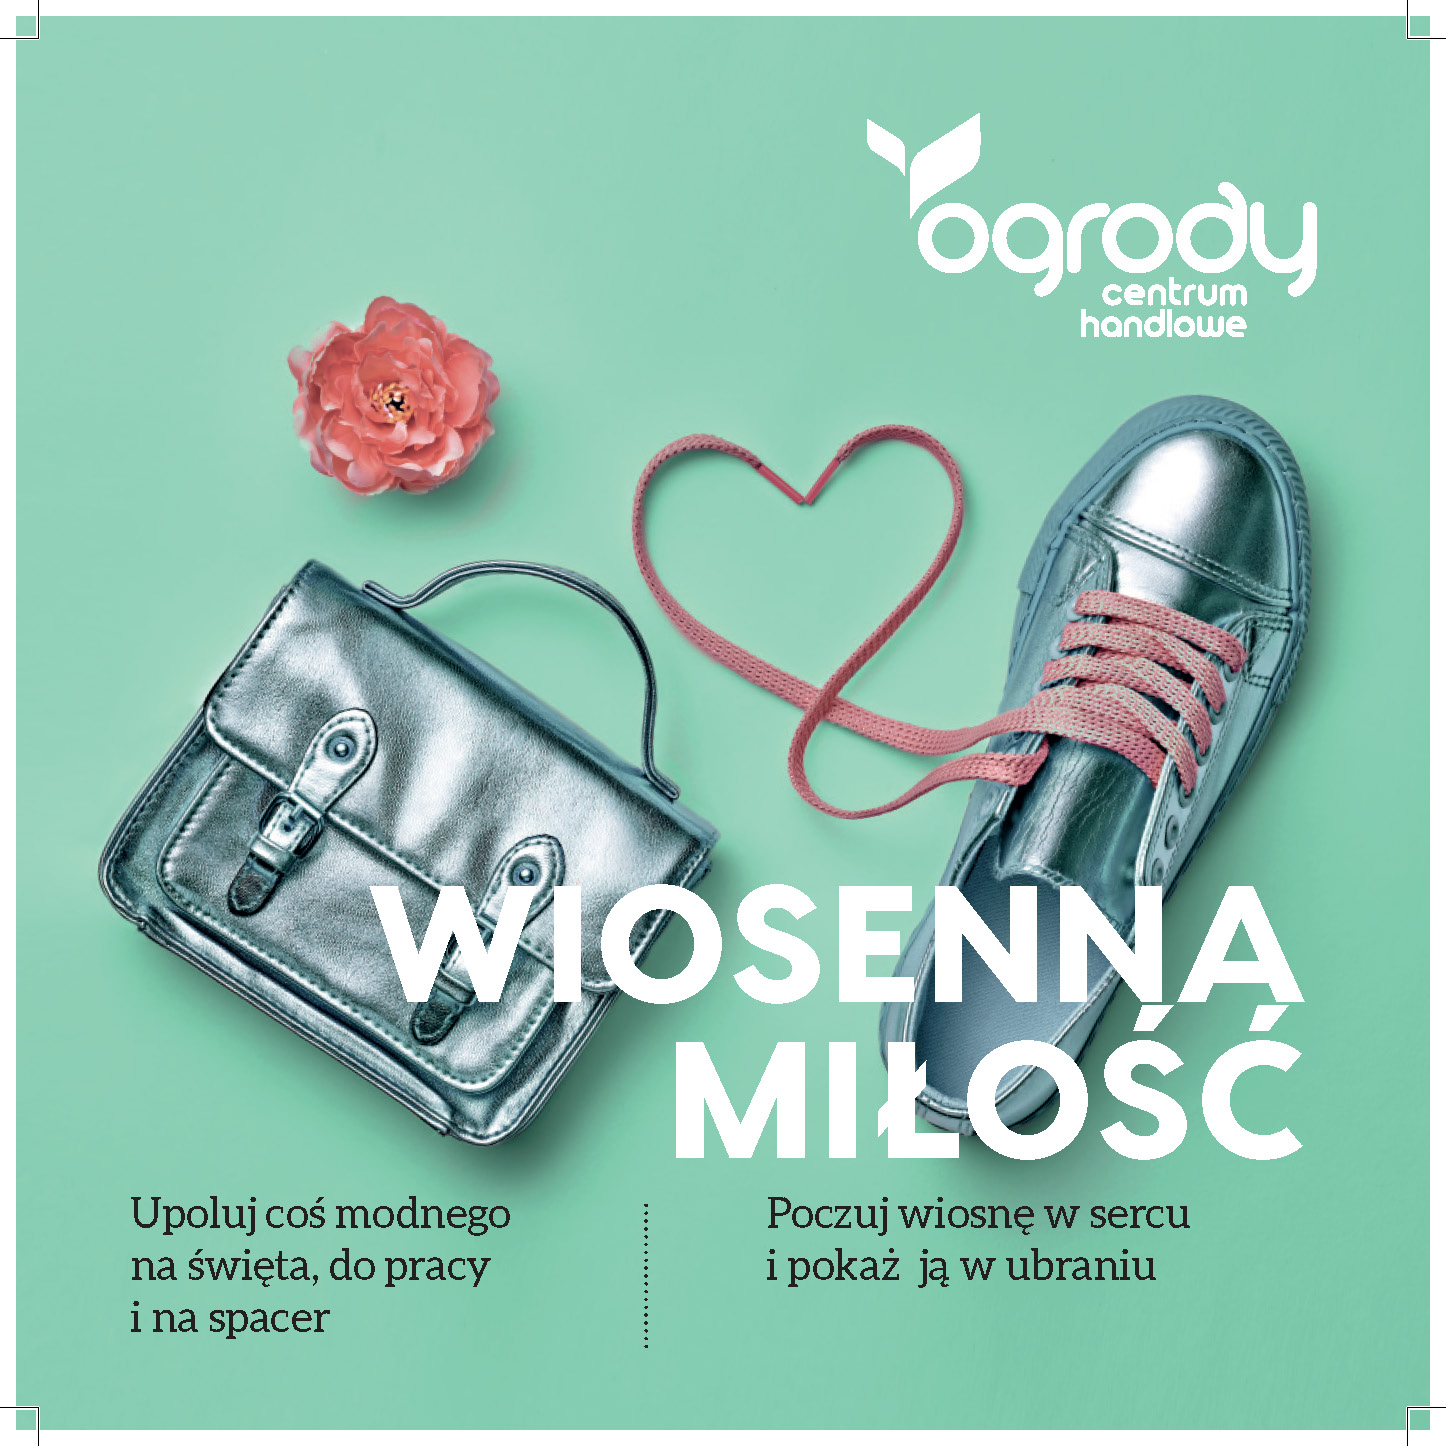 ogrody
centrum
handlowe
WIOSENNA
MIŁOŚĆ
Upoluj coś modnego
na święta, do pracy
i na spacer
Poczuj wiosnę w sercu
i pokaż ją w ubraniu